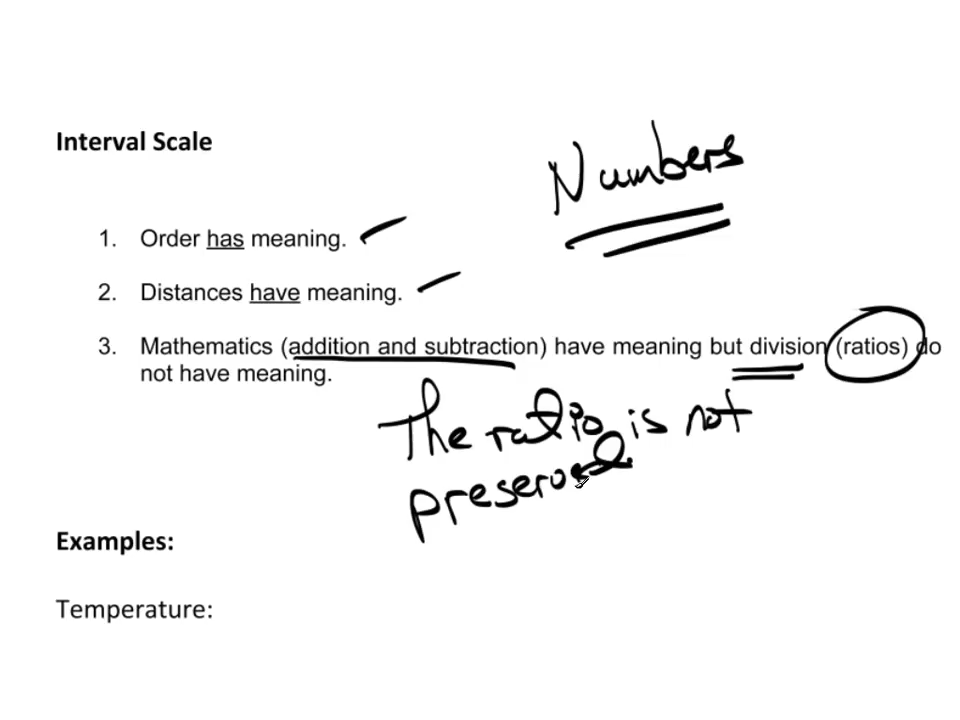 Interval Scale
Numbers
1. Order has meaning.
2. Distances have meaning.
3. Mathematics (addition and subtraction) have meaning but division (ratios) do
not have meaning.
The ratio is not
preserved
Examples:
Temperature: